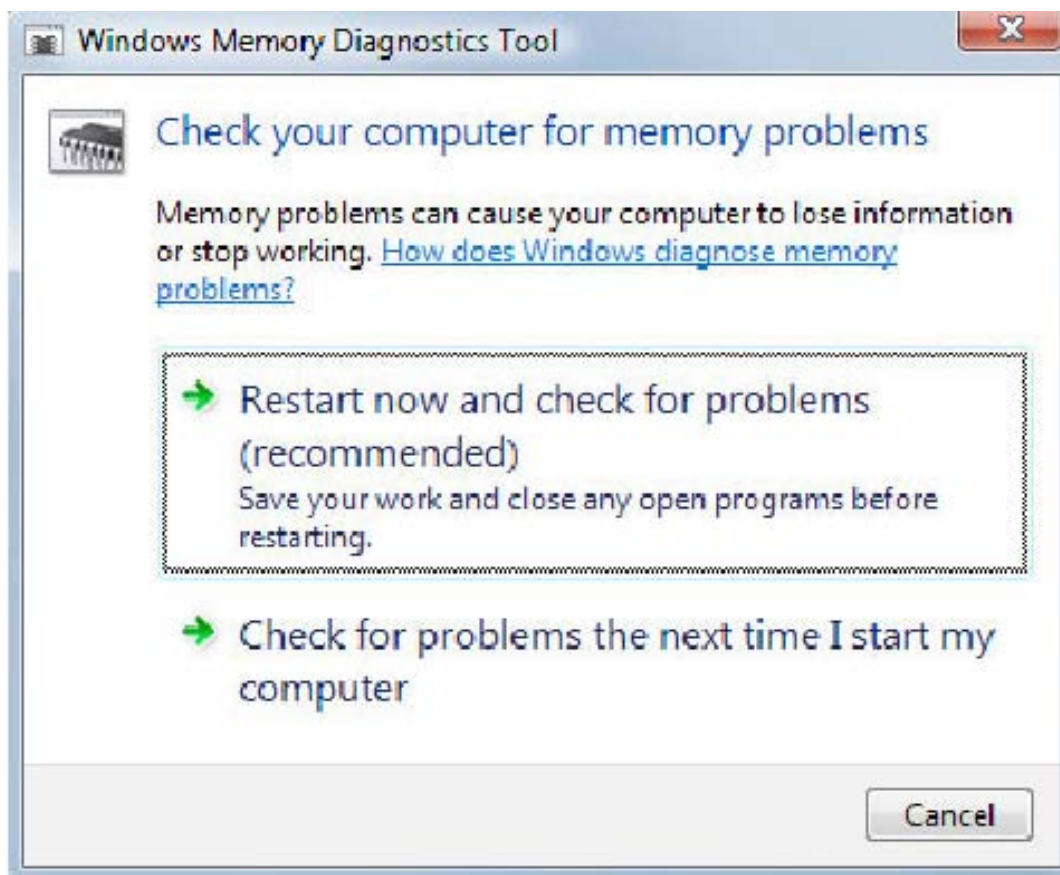 Windows Memory Diagnostics Tool
Check your computer for memory problems
Memory problems can cause your computer to lose information
or stop working. How does Windows diagnose memory
problems?
Restart now and check for problems
(recommended)
Save your work and close any open programs before
restarting.
Check for problems the next time I start my
computer
Cancel